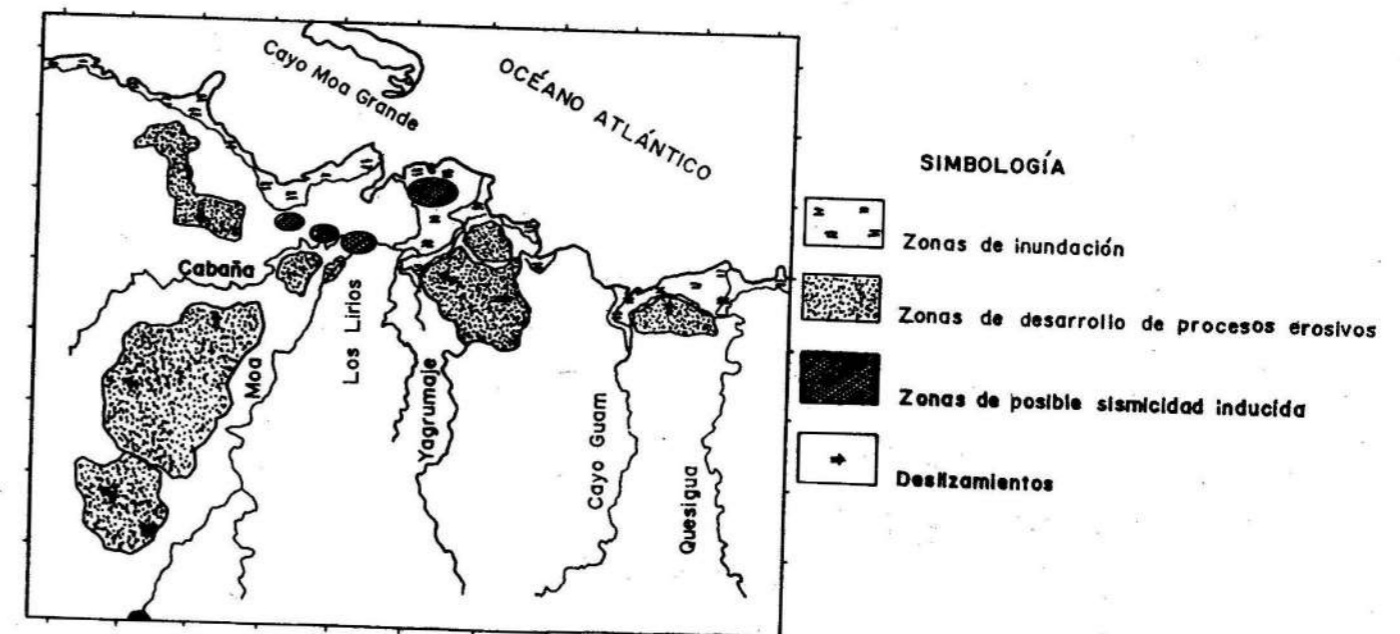 Cayo Moa Grande
OCÉANO ATLÁNTICO
Cabaña
Moa
Los Lirios
Yagrumaje
Cayo Guam
Quesigua
SIMBOLOGÍA
Zonas de inundación
Zonas de desarrollo de procesos erosivos
Zonas de posible sismicidad inducida
Deslizamientos